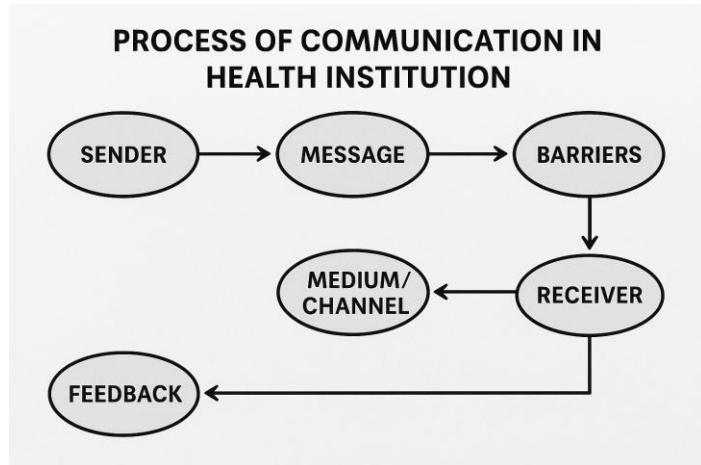 PROCESS OF COMMUNICATION IN
HEALTH INSTITUTION
SENDER
MESSAGE
BARRIERS
MEDIUM/
CHANNEL
RECEIVER
FEEDBACK